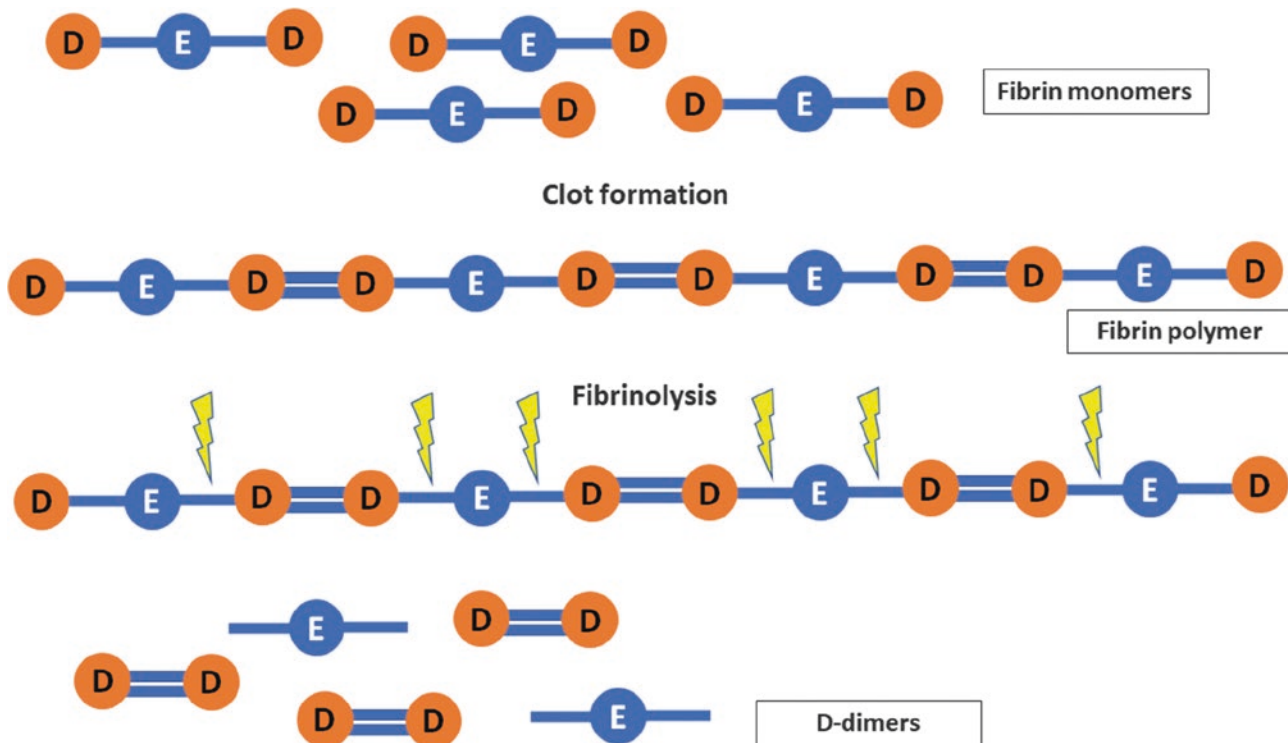 D E D D E D
D E D D E D
Fibrin monomers
Clot formation
D E D D E D D E D D E D
Fibrin polymer
Fibrinolysis
D E D D E D D E D D E D
E D D
D D
D D E
D-dimers